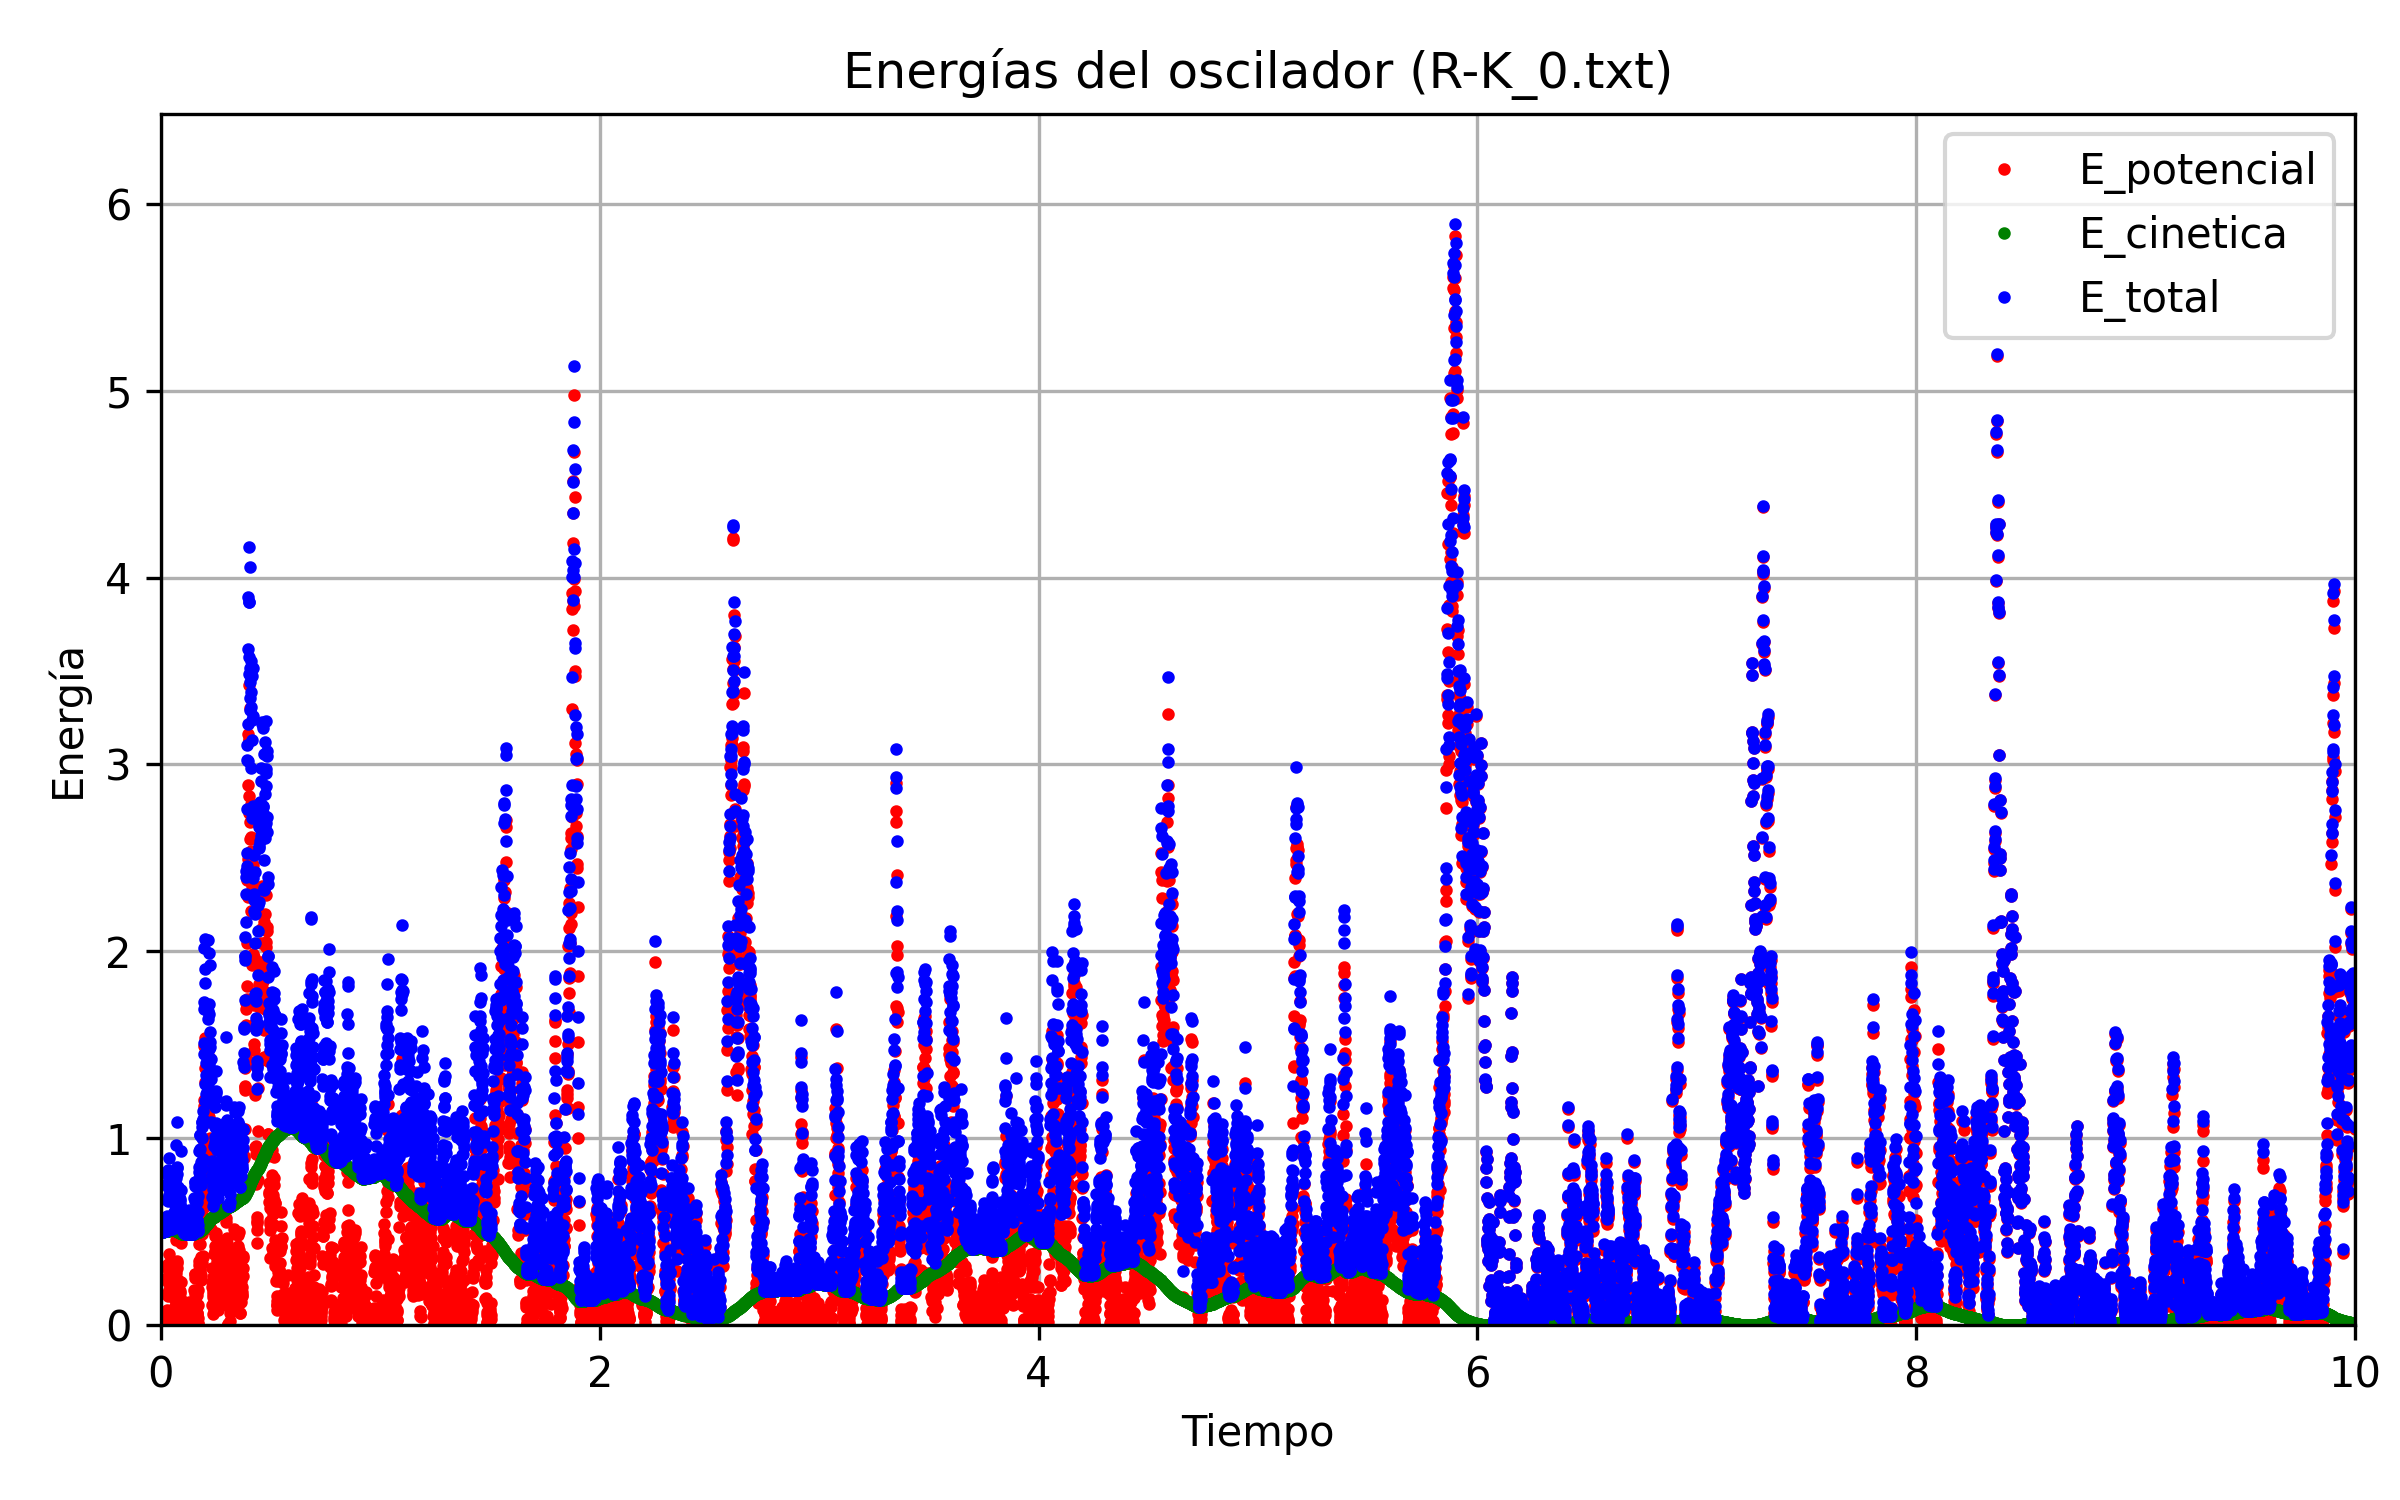 Energías del oscilador (R-K_0.txt)
E_potencial
E_cinetica
E_total
Energía
6
5
4
3
2
1
0
0 2 4 6 8 10
Tiempo